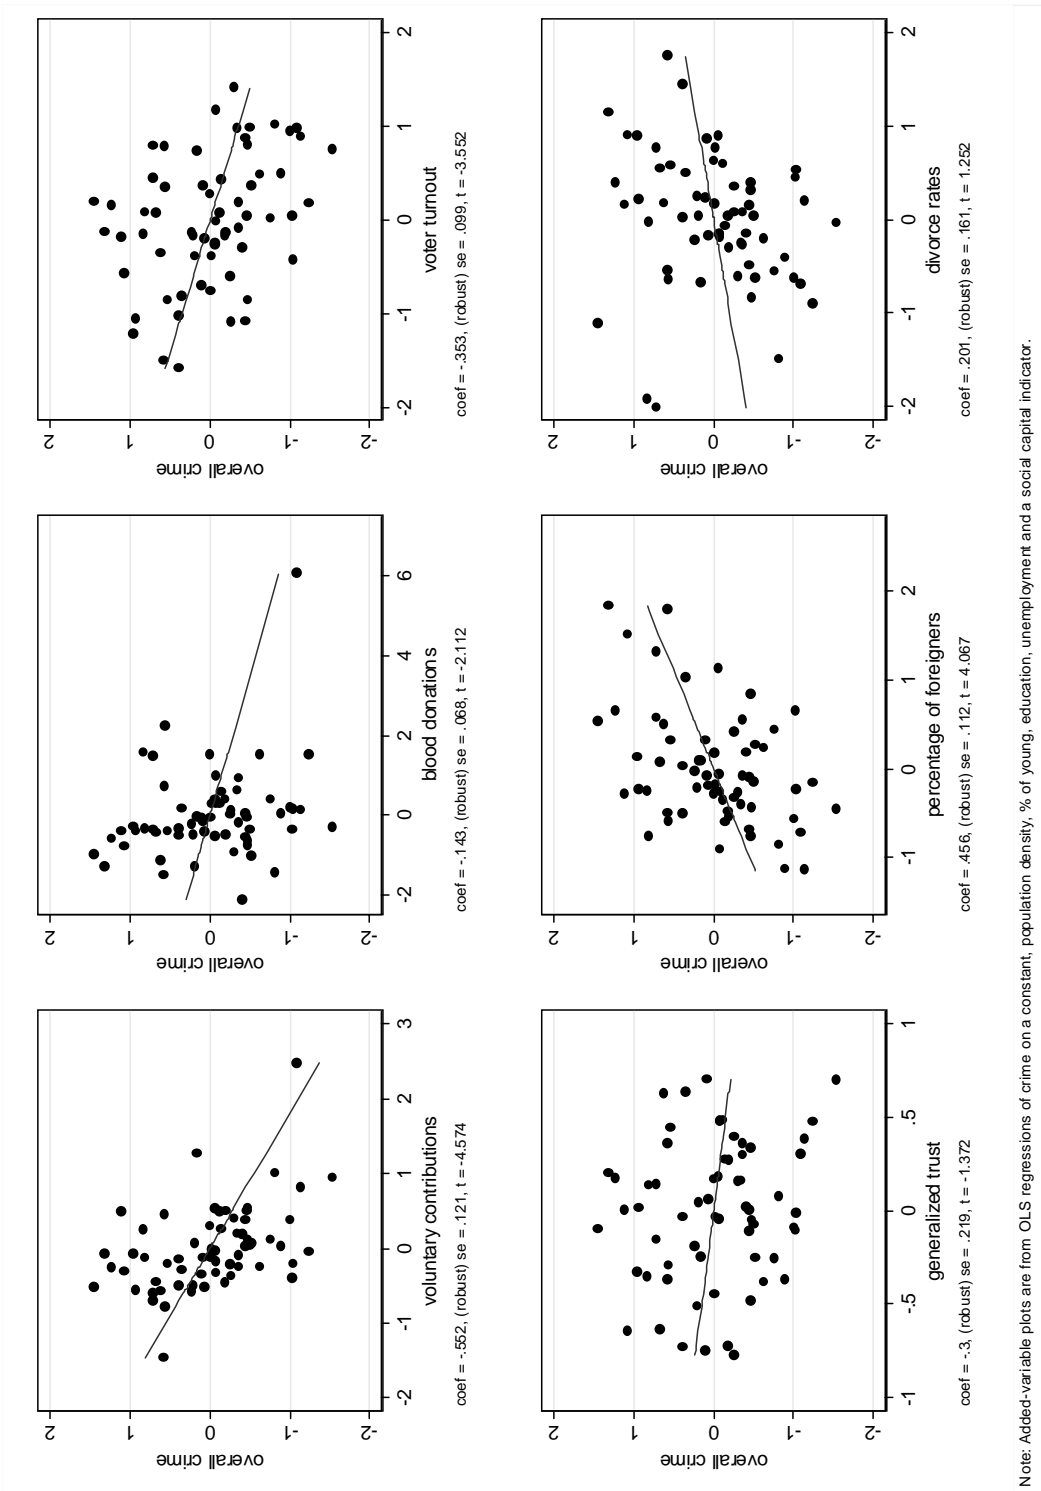 overall crime
2
1
0
-1
-2
-2 -1 0 1 2 3
voluntary contributions
coef = -.552, (robust) se = .121, t = -4.574
overall crime
2
1
0
-1
-2
-2 0 2 4 6
blood donations
coef = -.143, (robust) se = .068, t = -2.112
overall crime
2
1
0
-1
-2
-2 -1 0 1 2
voter turnout
coef = -.353, (robust) se = .099, t = -3.552
overall crime
2
1
0
-1
-2
-1 -.5 0 .5 1
generalized trust
coef = -.3, (robust) se = .219, t = -1.372
overall crime
2
1
0
-1
-2
-1 0 1 2
percentage of foreigners
coef = .456, (robust) se = .112, t = 4.067
overall crime
2
1
0
-1
-2
-2 -1 0 1 2
divorce rates
coef = .201, (robust) se = .161, t = 1.252
Note: Added-variable plots are from OLS regressions of crime on a constant, population density, % of young, education, unemployment and a social capital indicator.